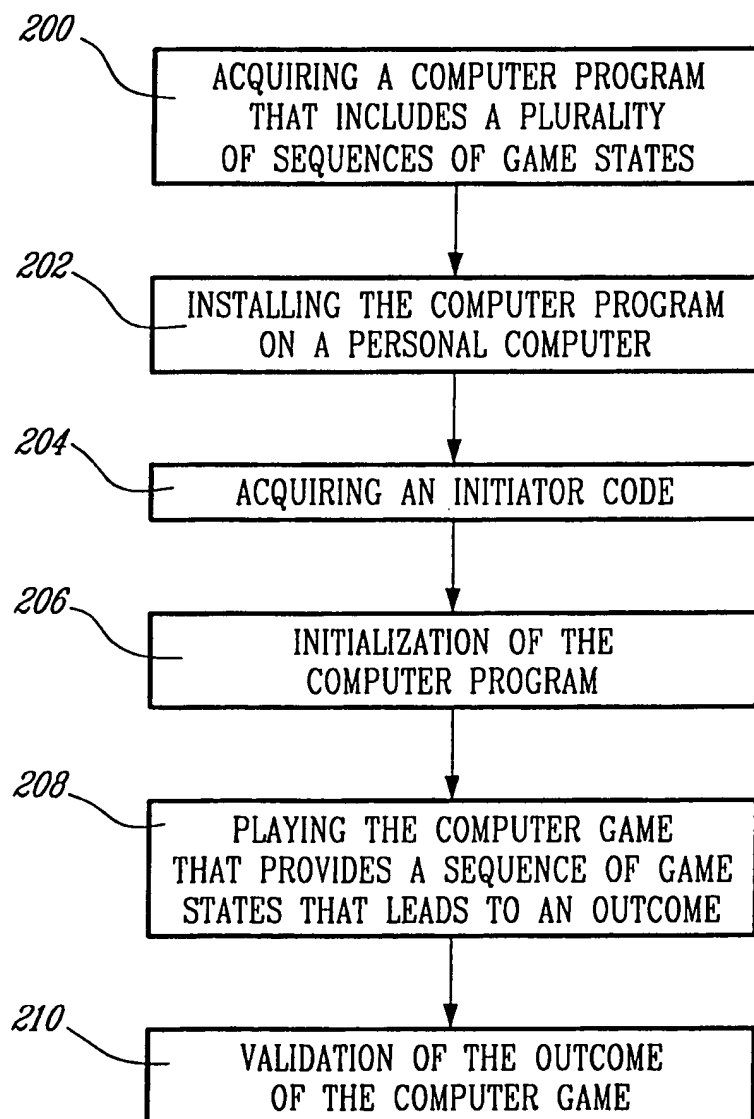 200
ACQUIRING A COMPUTER PROGRAM
THAT INCLUDES A PLURALITY
OF SEQUENCES OF GAME STATES
202
INSTALLING THE COMPUTER PROGRAM
ON A PERSONAL COMPUTER
204
ACQUIRING AN INITIATOR CODE
206
INITIALIZATION OF THE
COMPUTER PROGRAM
208
PLAYING THE COMPUTER GAME
THAT PROVIDES A SEQUENCE OF GAME
STATES THAT LEADS TO AN OUTCOME
210
VALIDATION OF THE OUTCOME
OF THE COMPUTER GAME